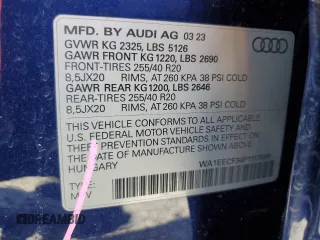 MFD. BY AUDI AG 03 23
GVWR KG 2325, LBS 5126
GAWR FRONT KG1220, LBS 2690
FRONT-TIRES 255/40 R20
8,5JX20 RIMS, AT 260 KPA 38 PSI COLD
GAWR REAR KG1200, LBS 2646
REAR-TIRES 255/40 R20
8,5JX20 RIMS, AT 260 KPA 38 PSI COLD
THIS VEHICLE CONFORMS TO ALL APPLICABLE
U.S. FEDERAL MOTOR VEHICLE SAFETY AND
THEFT PREVENTION STANDARDS IN EFFECT ON THE
DATE OF MANUFACTURE SHOWN ABOVE
HUNGARY
TYPE:
MPV
DREAMBID